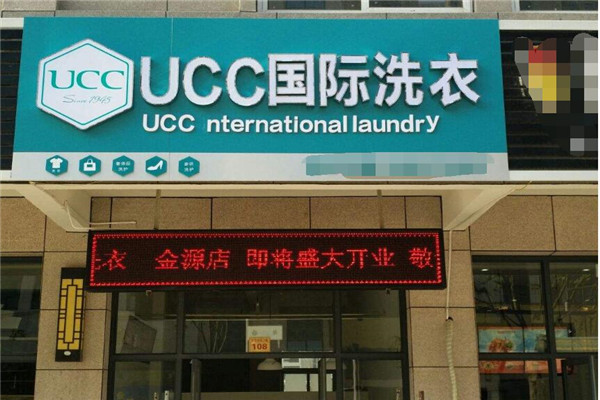 UCC
Since 1945
UCC国际洗衣
UCC nternational laundry
衣 金源店 即将盛大开业 敬
108